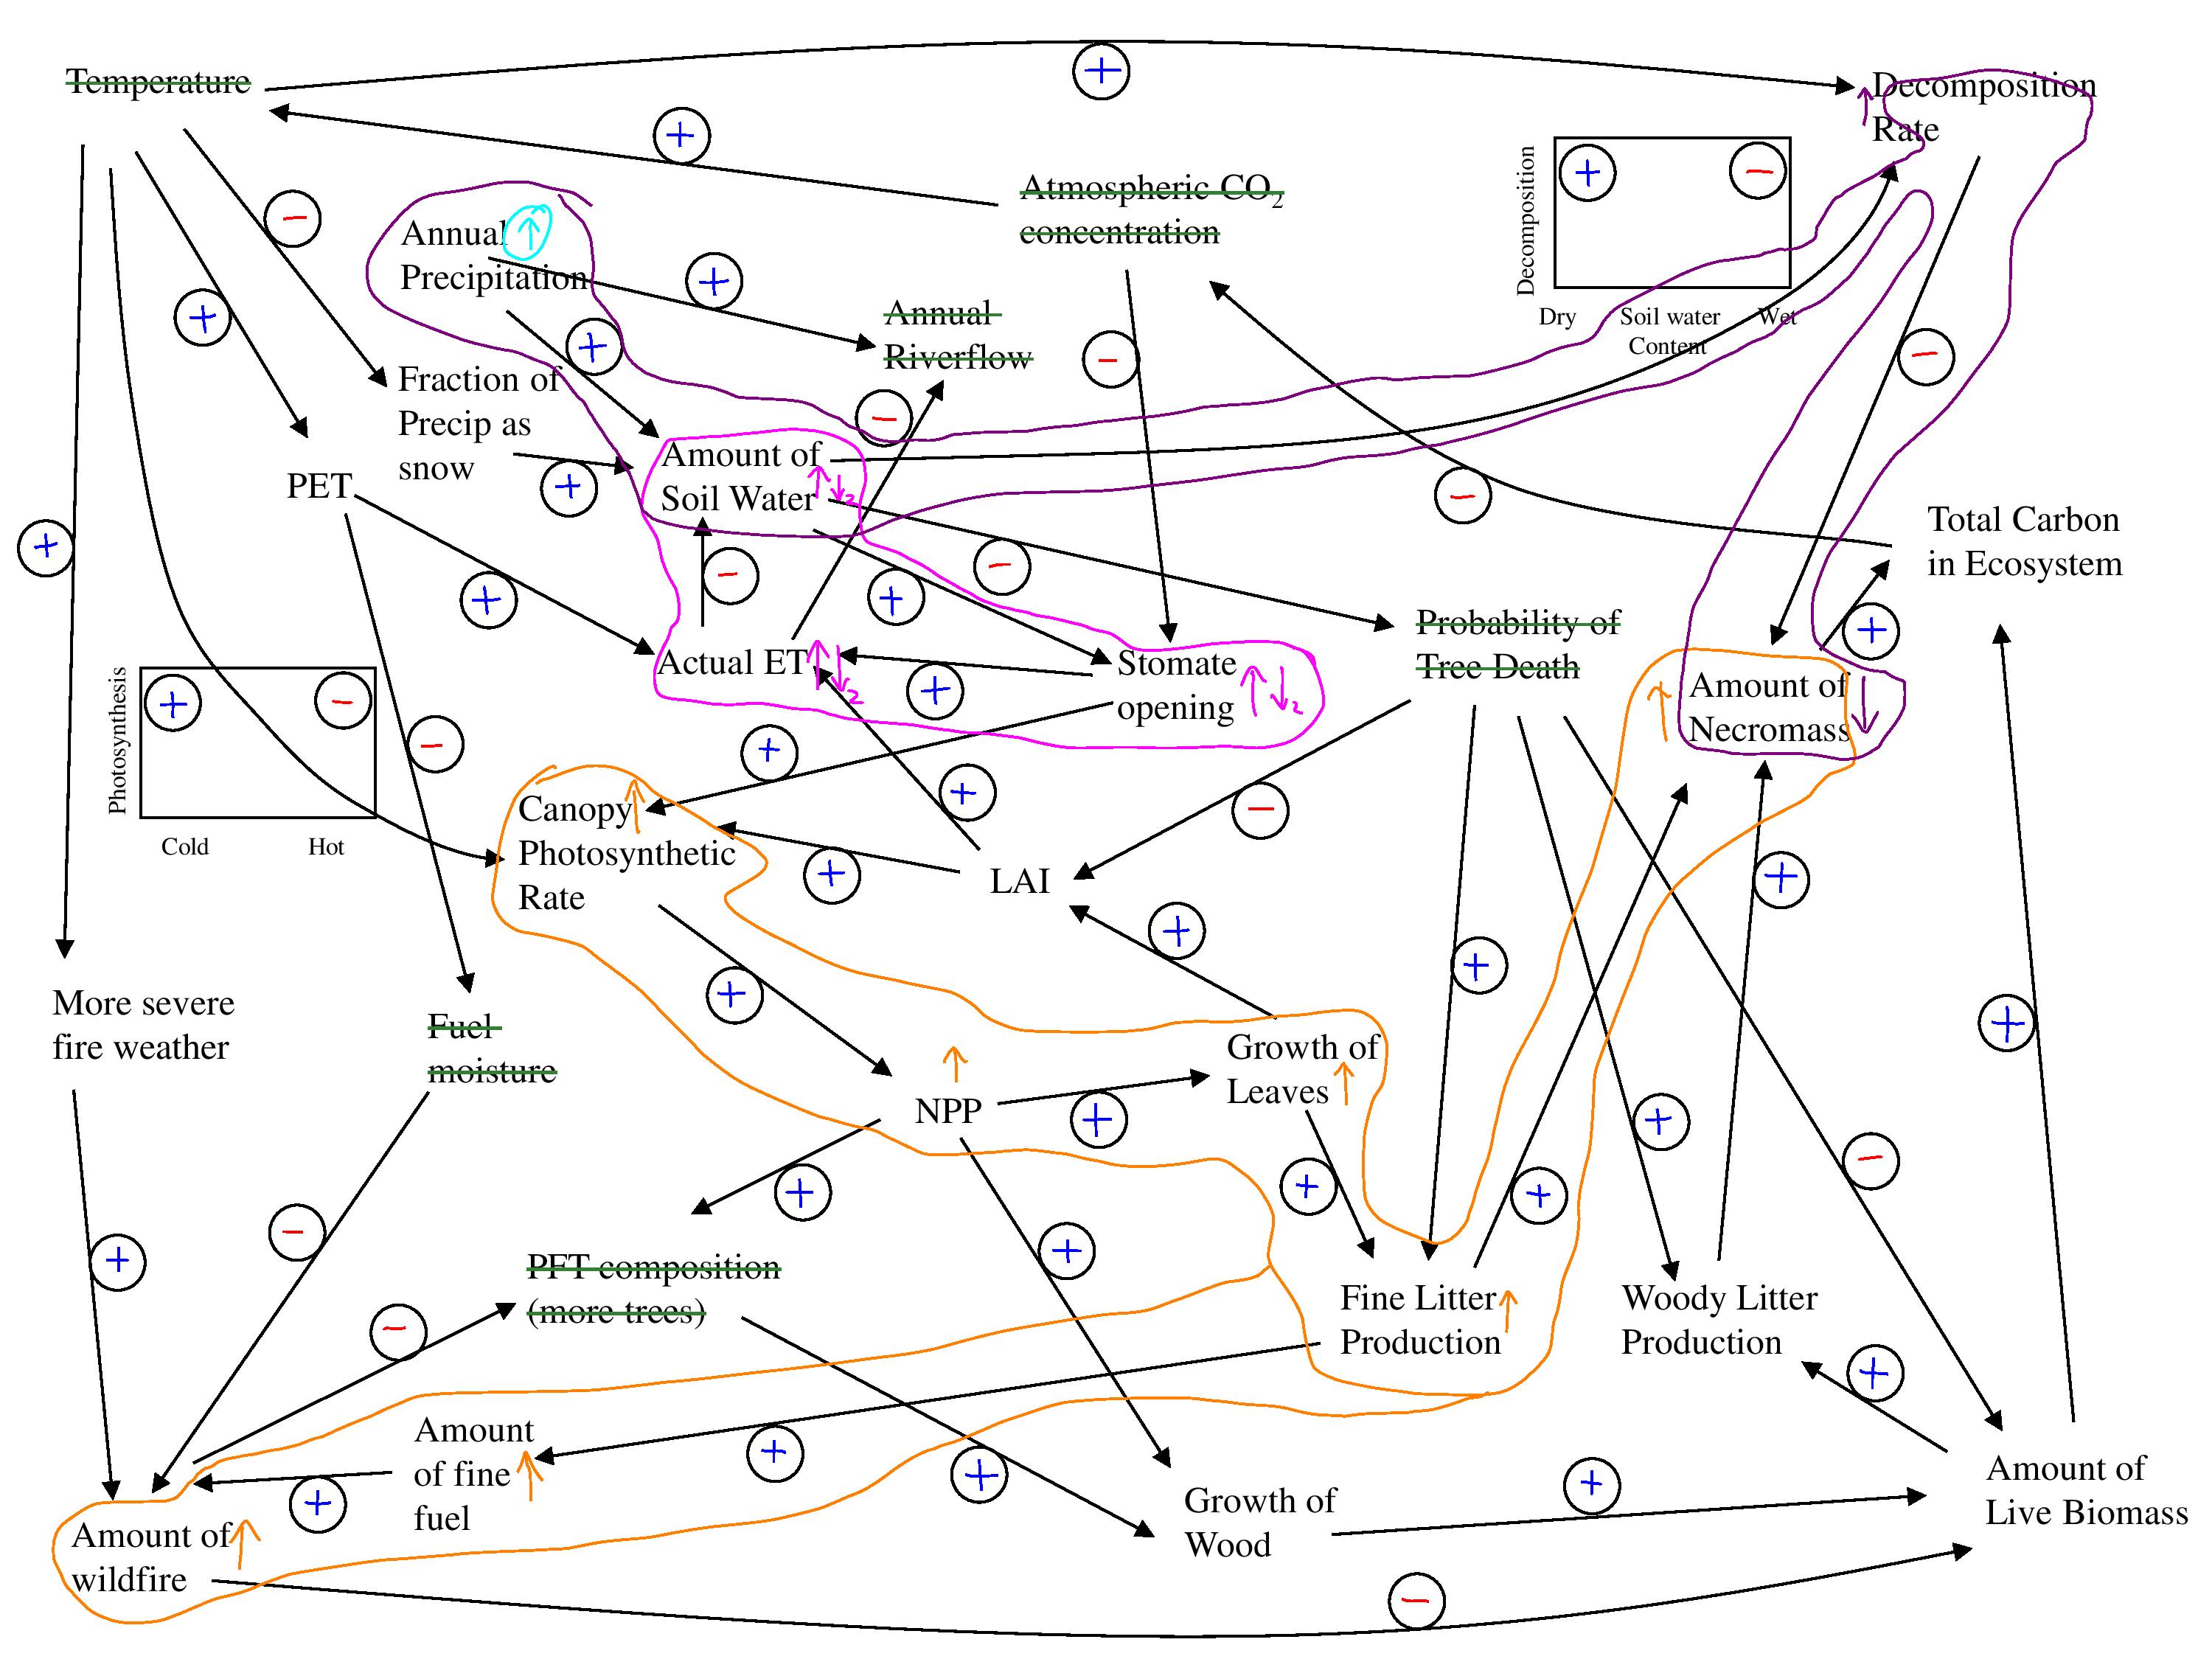 Temperature
+
Decomposition
Rate
+
Atmospheric CO₂
concentration
Decomposition
+ −
Dry Soil water Wet
Content
−
Annual ↑
Precipitation
+
+
+
Annual
Riverflow
−
−
−
Fraction of
Precip as
snow
+
Amount of
Soil Water ↑↓₂
−
PET
Total Carbon
in Ecosystem
+
+
−
+
−
+
Probability of
Tree Death
Actual ET ↑↓₂
+
Stomate
opening ↑↓₂
↑ Amount of
Necromass ↓
Photosynthesis
+ −
Cold Hot
−
+
+
−
Canopy ↑
Photosynthetic
Rate
+
LAI
+
+
+
+
+
More severe
fire weather
Fuel
moisture
↑
NPP
+
Growth of
Leaves ↑
+
−
+
+
+
+
−
+
PFT composition
(more trees)
−
Fine Litter ↑
Production
Woody Litter
Production
+
Amount
of fine ↑
fuel
+
+
+
+
Growth of
Wood
Amount of
Live Biomass
Amount of ↑
wildfire
−